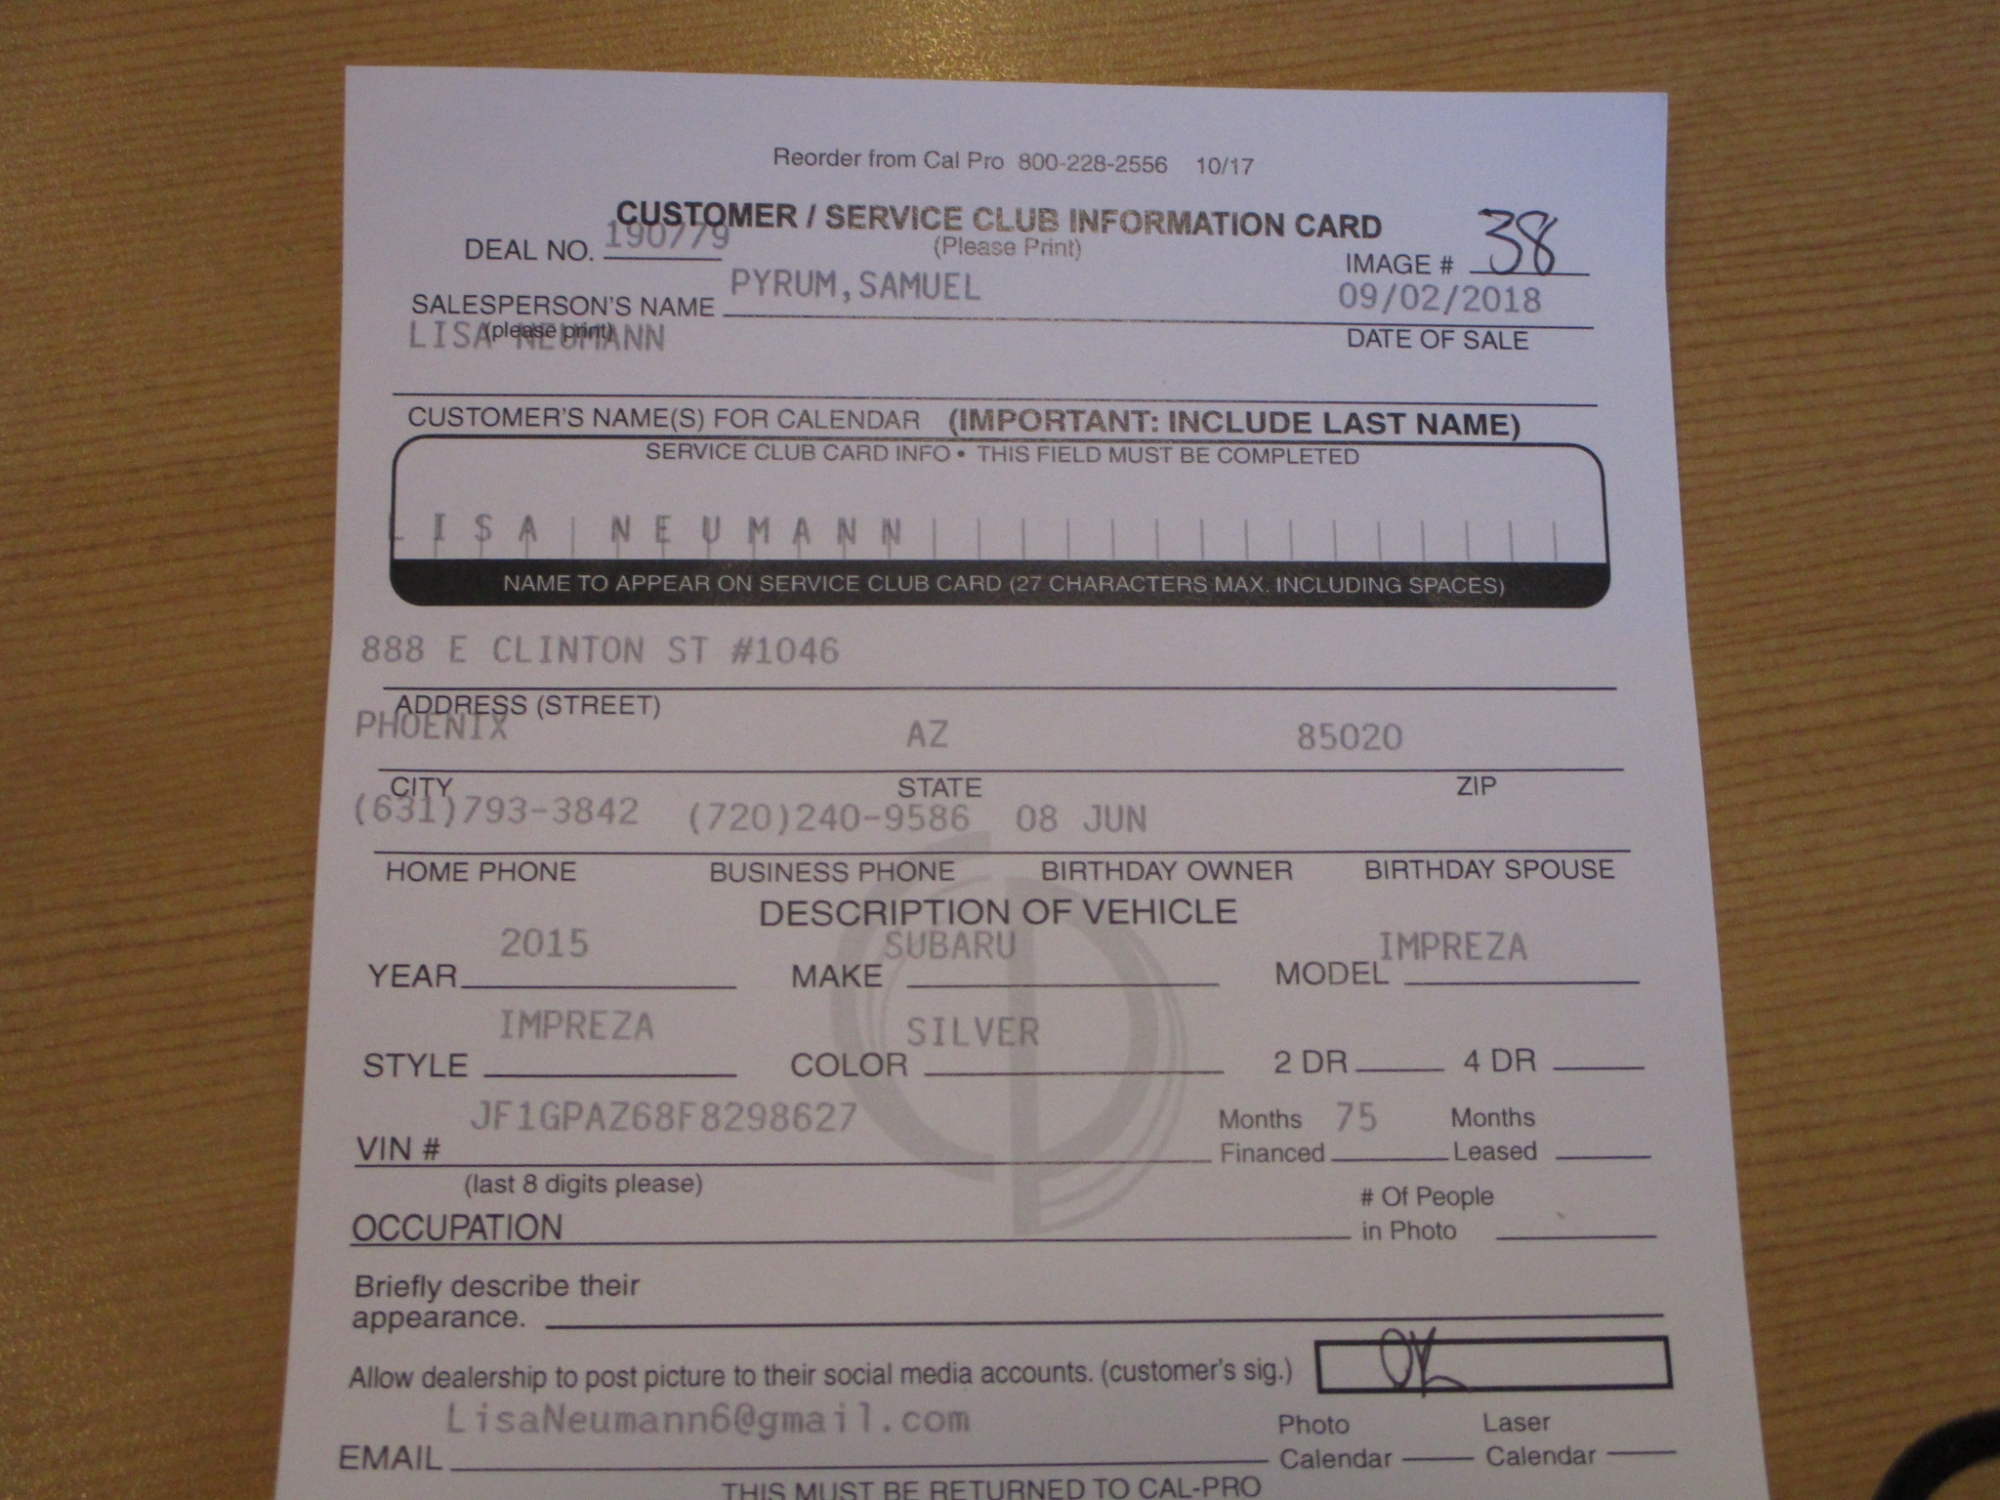 Reorder from Cal Pro 800-228-2556 10/17
CUSTOMER / SERVICE CLUB INFORMATION CARD
DEAL NO. 190779 (Please Print) IMAGE # 38
SALESPERSON'S NAME PYRUM,SAMUEL 09/02/2018
(please print) DATE OF SALE
LISA NEUMANN
CUSTOMER'S NAME(S) FOR CALENDAR (IMPORTANT: INCLUDE LAST NAME)
SERVICE CLUB CARD INFO • THIS FIELD MUST BE COMPLETED
LISA NEUMANN
NAME TO APPEAR ON SERVICE CLUB CARD (27 CHARACTERS MAX. INCLUDING SPACES)
888 E CLINTON ST #1046
ADDRESS (STREET)
PHOENIX AZ 85020
CITY STATE ZIP
(631)793-3842 (720)240-9586 08 JUN
HOME PHONE BUSINESS PHONE BIRTHDAY OWNER BIRTHDAY SPOUSE
DESCRIPTION OF VEHICLE
YEAR 2015 MAKE SUBARU MODEL IMPREZA
STYLE IMPREZA COLOR SILVER 2 DR 4 DR
VIN # JF1GPAZ68F8298627 Months Financed 75 Months Leased
(last 8 digits please)
OCCUPATION # Of People in Photo
Briefly describe their
appearance.
Allow dealership to post picture to their social media accounts. (customer's sig.) OK
EMAIL LisaNeumann6@gmail.com Photo Calendar Laser Calendar
THIS MUST BE RETURNED TO CAL-PRO